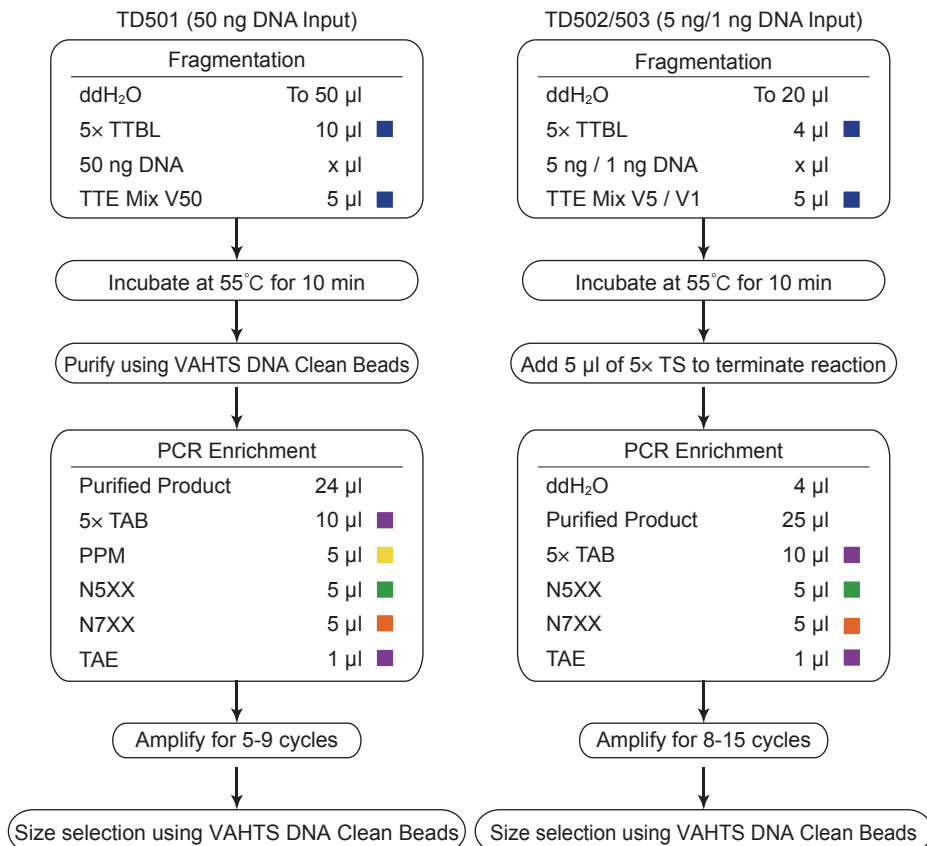 TD501 (50 ng DNA Input)
Fragmentation
ddH₂O To 50 µl
5× TTBL 10 µl
50 ng DNA x µl
TTE Mix V50 5 µl
Incubate at 55°C for 10 min
Purify using VAHTS DNA Clean Beads
PCR Enrichment
Purified Product 24 µl
5× TAB 10 µl
PPM 5 µl
N5XX 5 µl
N7XX 5 µl
TAE 1 µl
Amplify for 5-9 cycles
Size selection using VAHTS DNA Clean Beads
TD502/503 (5 ng/1 ng DNA Input)
Fragmentation
ddH₂O To 20 µl
5× TTBL 4 µl
5 ng / 1 ng DNA x µl
TTE Mix V5 / V1 5 µl
Incubate at 55°C for 10 min
Add 5 µl of 5× TS to terminate reaction
PCR Enrichment
ddH₂O 4 µl
Purified Product 25 µl
5× TAB 10 µl
N5XX 5 µl
N7XX 5 µl
TAE 1 µl
Amplify for 8-15 cycles
Size selection using VAHTS DNA Clean Beads